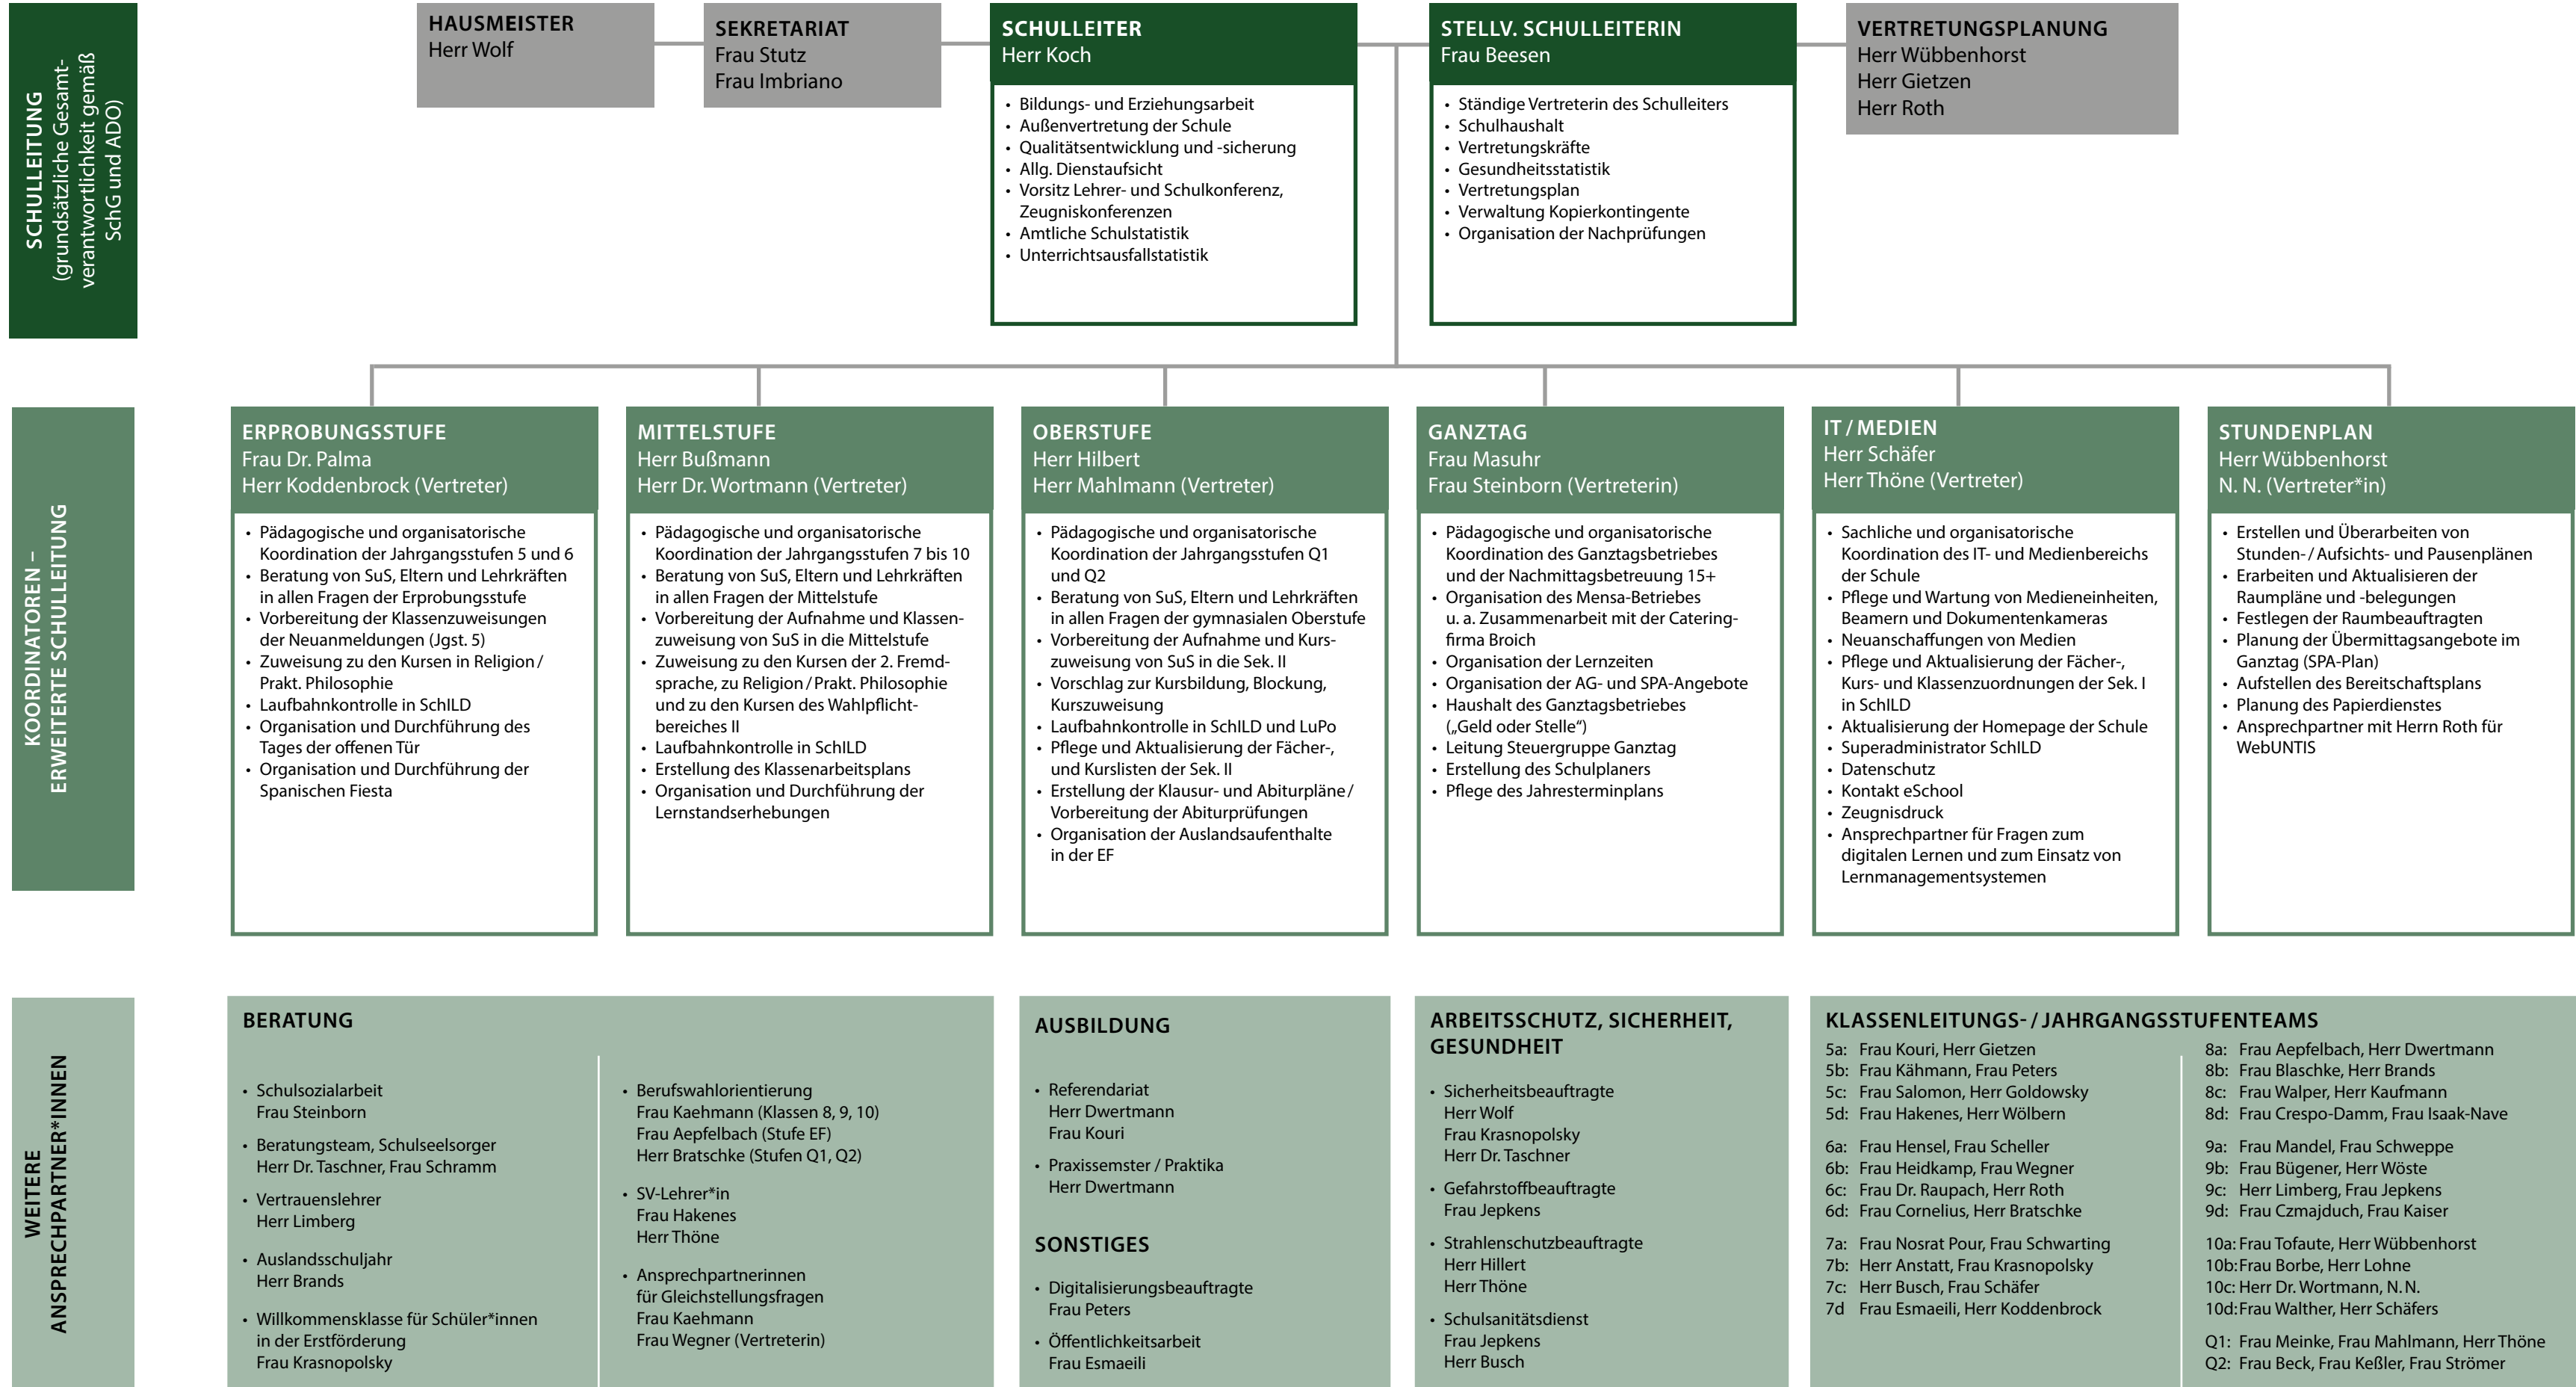 SCHULLEITUNG
(grundsätzliche Gesamt-
verantwortlichkeit gemäß
SchG und ADO)
HAUSMEISTER
Herr Wolf
SEKRETARIAT
Frau Stutz
Frau Imbriano
SCHULLEITER
Herr Koch
• Bildungs- und Erziehungsarbeit
• Außenvertretung der Schule
• Qualitätsentwicklung und -sicherung
• Allg. Dienstaufsicht
• Vorsitz Lehrer- und Schulkonferenz,
Zeugniskonferenzen
• Amtliche Schulstatistik
• Unterrichtsausfallstatistik
STELLV. SCHULLEITERIN
Frau Beesen
• Ständige Vertreterin des Schulleiters
• Schulhaushalt
• Vertretungskräfte
• Gesundheitsstatistik
• Vertretungsplan
• Verwaltung Kopierkontingente
• Organisation der Nachprüfungen
VERTRETUNGSPLANUNG
Herr Wübbenhorst
Herr Gietzen
Herr Roth
KOORDINATOREN –
ERWEITERTE SCHULLEITUNG
ERPROBUNGSSTUFE
Frau Dr. Palma
Herr Koddenbrock (Vertreter)
• Pädagogische und organisatorische
Koordination der Jahrgangsstufen 5 und 6
• Beratung von SuS, Eltern und Lehrkräften
in allen Fragen der Erprobungsstufe
• Vorbereitung der Klassenzuweisungen
der Neuanmeldungen (Jgst. 5)
• Zuweisung zu den Kursen in Religion /
Prakt. Philosophie
• Laufbahnkontrolle in SchILD
• Organisation und Durchführung des
Tages der offenen Tür
• Organisation und Durchführung der
Spanischen Fiesta
MITTELSTUFE
Herr Bußmann
Herr Dr. Wortmann (Vertreter)
• Pädagogische und organisatorische
Koordination der Jahrgangsstufen 7 bis 10
• Beratung von SuS, Eltern und Lehrkräften
in allen Fragen der Mittelstufe
• Vorbereitung der Aufnahme und Klassen-
zuweisung von SuS in die Mittelstufe
• Zuweisung zu den Kursen der 2. Fremd-
sprache, zu Religion / Prakt. Philosophie
und zu den Kursen des Wahlpflicht-
bereiches II
• Laufbahnkontrolle in SchILD
• Erstellung des Klassenarbeitsplans
• Organisation und Durchführung der
Lernstandserhebungen
OBERSTUFE
Herr Hilbert
Herr Mahlmann (Vertreter)
• Pädagogische und organisatorische
Koordination der Jahrgangsstufen Q1
und Q2
• Beratung von SuS, Eltern und Lehrkräften
in allen Fragen der gymnasialen Oberstufe
• Vorbereitung der Aufnahme und Kurs-
zuweisung von SuS in die Sek. II
• Vorschlag zur Kursbildung, Blockung,
Kurszuweisung
• Laufbahnkontrolle in SchILD und LuPo
• Pflege und Aktualisierung der Fächer-,
und Kurslisten der Sek. II
• Erstellung der Klausur- und Abiturpläne /
Vorbereitung der Abiturprüfungen
• Organisation der Auslandsaufenthalte
in der EF
GANZTAG
Frau Masuhr
Frau Steinborn (Vertreterin)
• Pädagogische und organisatorische
Koordination des Ganztagsbetriebes
und der Nachmittagsbetreuung 15+
• Organisation des Mensa-Betriebes
u. a. Zusammenarbeit mit der Catering-
firma Broich
• Organisation der Lernzeiten
• Organisation der AG- und SPA-Angebote
• Haushalt des Ganztagsbetriebes
(„Geld oder Stelle“)
• Leitung Steuergruppe Ganztag
• Erstellung des Schulplaners
• Pflege des Jahresterminplans
IT / MEDIEN
Herr Schäfer
Herr Thöne (Vertreter)
• Sachliche und organisatorische
Koordination des IT- und Medienbereichs
der Schule
• Pflege und Wartung von Medieneinheiten,
Beamern und Dokumentenkameras
• Neuanschaffungen von Medien
• Pflege und Aktualisierung der Fächer-,
Kurs- und Klassenzuordnungen der Sek. I
in SchILD
• Aktualisierung der Homepage der Schule
• Superadministrator SchILD
• Datenschutz
• Kontakt eSchool
• Zeugnisdruck
• Ansprechpartner für Fragen zum
digitalen Lernen und zum Einsatz von
Lernmanagementsystemen
STUNDENPLAN
Herr Wübbenhorst
N. N. (Vertreter*in)
• Erstellen und Überarbeiten von
Stunden- / Aufsichts- und Pausenplänen
• Erarbeiten und Aktualisieren der
Raumpläne und -belegungen
• Festlegen der Raumbeauftragten
• Planung der Übermittagsangebote im
Ganztag (SPA-Plan)
• Aufstellen des Bereitschaftsplans
• Planung des Papierdienstes
• Ansprechpartner mit Herrn Roth für
WebUNTIS
WEITERE
ANSPRECHPARTNER*INNEN
BERATUNG
• Schulsozialarbeit
Frau Steinborn
• Beratungsteam, Schulseelsorger
Herr Dr. Taschner, Frau Schramm
• Vertrauenslehrer
Herr Limberg
• Auslandsschuljahr
Herr Brands
• Willkommensklasse für Schüler*innen
in der Erstförderung
Frau Krasnopolsky
• Berufswahlorientierung
Frau Kaehmann (Klassen 8, 9, 10)
Frau Aepfelbach (Stufe EF)
Herr Bratschke (Stufen Q1, Q2)
• SV-Lehrer*in
Frau Hakenes
Herr Thöne
• Ansprechpartnerinnen
für Gleichstellungsfragen
Frau Kaehmann
Frau Wegner (Vertreterin)
AUSBILDUNG
• Referendariat
Herr Dwertmann
Frau Kouri
• Praxissemster / Praktika
Herr Dwertmann
SONSTIGES
• Digitalisierungsbeauftragte
Frau Peters
• Öffentlichkeitsarbeit
Frau Esmaeili
ARBEITSSCHUTZ, SICHERHEIT,
GESUNDHEIT
• Sicherheitsbeauftragte
Herr Wolf
Frau Krasnopolsky
Herr Dr. Taschner
• Gefahrstoffbeauftragte
Frau Jepkens
• Strahlenschutzbeauftragte
Herr Hillert
Herr Thöne
• Schulsanitätsdienst
Frau Jepkens
Herr Busch
KLASSENLEITUNGS- / JAHRGANGSSTUFENTEAMS
5a: Frau Kouri, Herr Gietzen
5b: Frau Kähmann, Frau Peters
5c: Frau Salomon, Herr Goldowsky
5d: Frau Hakenes, Herr Wölbern
6a: Frau Hensel, Frau Scheller
6b: Frau Heidkamp, Frau Wegner
6c: Frau Dr. Raupach, Herr Roth
6d: Frau Cornelius, Herr Bratschke
7a: Frau Nosrat Pour, Frau Schwarting
7b: Herr Anstatt, Frau Krasnopolsky
7c: Herr Busch, Frau Schäfer
7d Frau Esmaeili, Herr Koddenbrock
8a: Frau Aepfelbach, Herr Dwertmann
8b: Frau Blaschke, Herr Brands
8c: Frau Walper, Herr Kaufmann
8d: Frau Crespo-Damm, Frau Isaak-Nave
9a: Frau Mandel, Frau Schweppe
9b: Frau Bügener, Herr Wöste
9c: Herr Limberg, Frau Jepkens
9d: Frau Czmajduch, Frau Kaiser
10a: Frau Tofaute, Herr Wübbenhorst
10b: Frau Borbe, Herr Lohne
10c: Herr Dr. Wortmann, N. N.
10d: Frau Walther, Herr Schäfers
Q1: Frau Meinke, Frau Mahlmann, Herr Thöne
Q2: Frau Beck, Frau Keßler, Frau Strömer